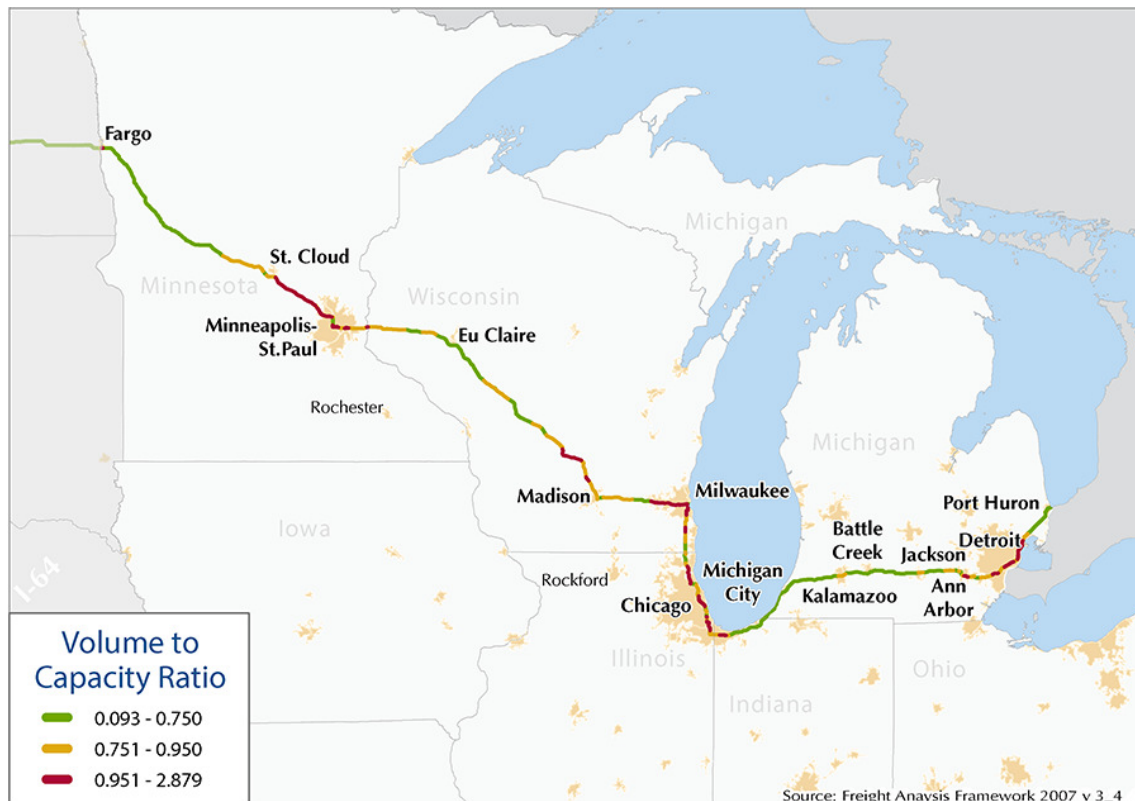 Fargo
St. Cloud
Minnesota
Minneapolis-
St.Paul
Wisconsin
Eu Claire
Rochester
Michigan
Michigan
Madison
Milwaukee
Iowa
Rockford
Chicago
Michigan
City
Battle
Creek
Kalamazoo
Jackson
Ann
Arbor
Port Huron
Detroit
Illinois
Indiana
Ohio
I-64
Volume to
Capacity Ratio
0.093 - 0.750
0.751 - 0.950
0.951 - 2.879
Source: Freight Anaysis Framework 2007 v 3_4